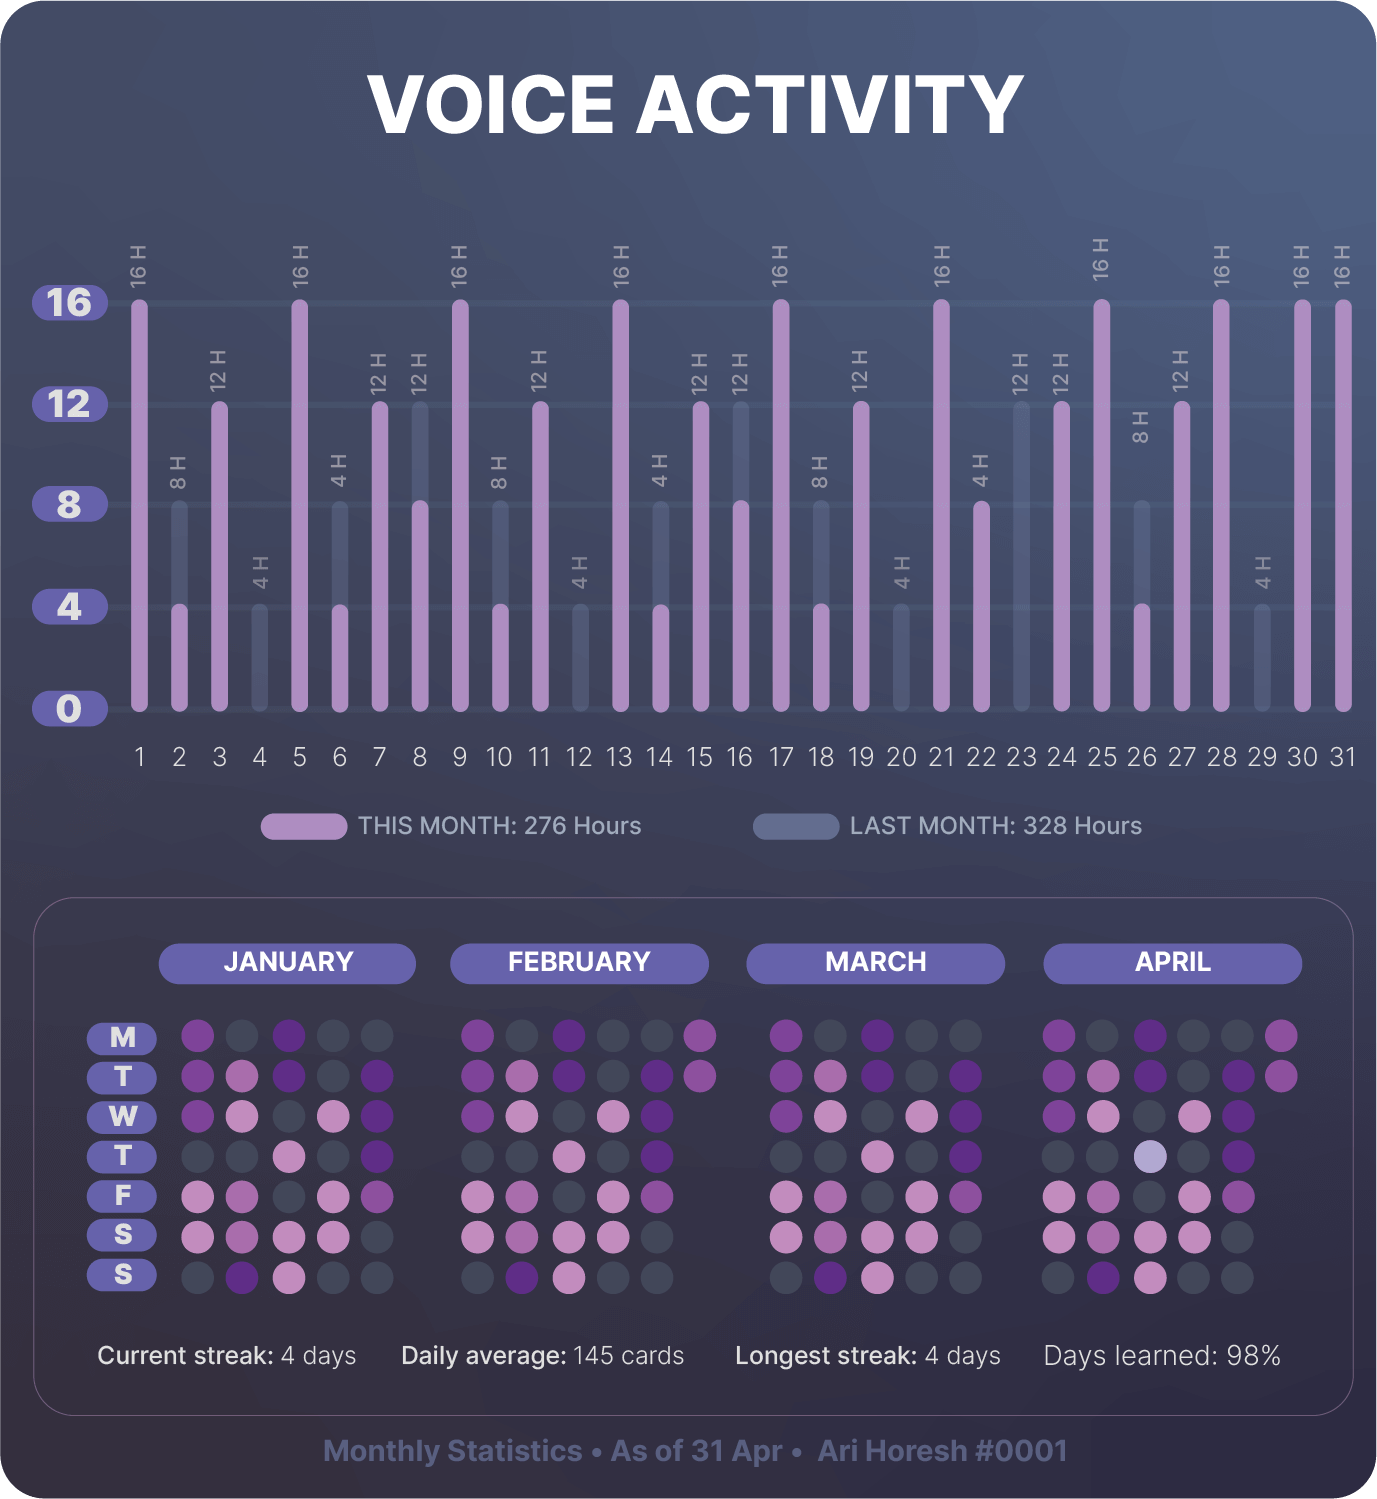 VOICE ACTIVITY
16 H
8 H
12 H
4 H
16 H
4 H
12 H
12 H
16 H
8 H
12 H
4 H
16 H
4 H
12 H
12 H
16 H
8 H
12 H
4 H
16 H
4 H
12 H
12 H
16 H
8 H
12 H
16 H
4 H
16 H
16 H
16
12
8
4
0
1 2 3 4 5 6 7 8 9 10 11 12 13 14 15 16 17 18 19 20 21 22 23 24 25 26 27 28 29 30 31
THIS MONTH: 276 Hours LAST MONTH: 328 Hours
JANUARY FEBRUARY MARCH APRIL
M
T
W
T
F
S
S
Current streak: 4 days Daily average: 145 cards Longest streak: 4 days Days learned: 98%
Monthly Statistics • As of 31 Apr • Ari Horesh #0001